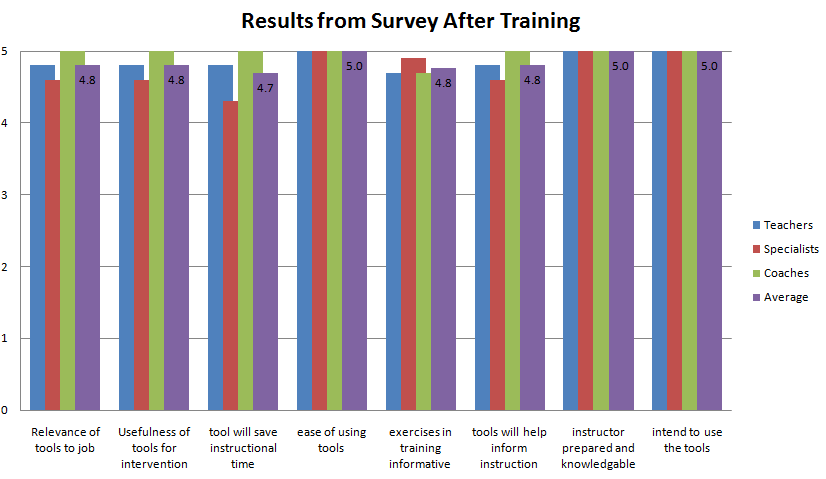 Results from Survey After Training
5
4
3
2
1
0
4.8
4.8
4.7
5.0
4.8
4.8
5.0
5.0
Relevance of
tools to job
Usefulness of
tools for
intervention
tool will save
instructional
time
ease of using
tools
exercises in
training
informative
tools will help
inform
instruction
instructor
prepared and
knowledgable
intend to use
the tools
Teachers
Specialists
Coaches
Average